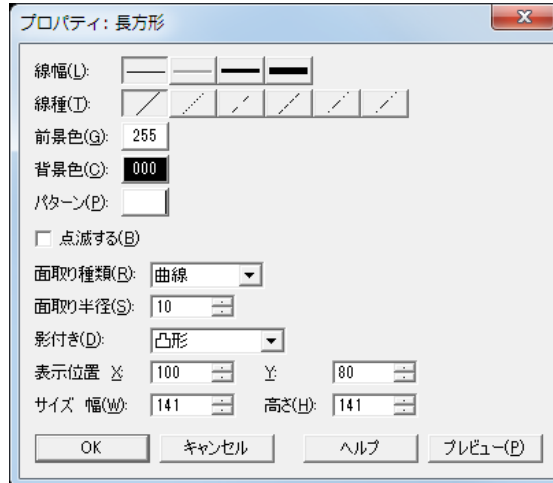 プロパティ: 長方形
線幅(L):
線種(T):
前景色(G): 255
背景色(C): 000
パターン(P):
点滅する(B)
面取り種類(R): 曲線
面取り半径(S): 10
影付き(D): 凸形
表示位置 X: 100 Y: 80
サイズ 幅(W): 141 高さ(H): 141
OK キャンセル ヘルプ プレビュー(P)